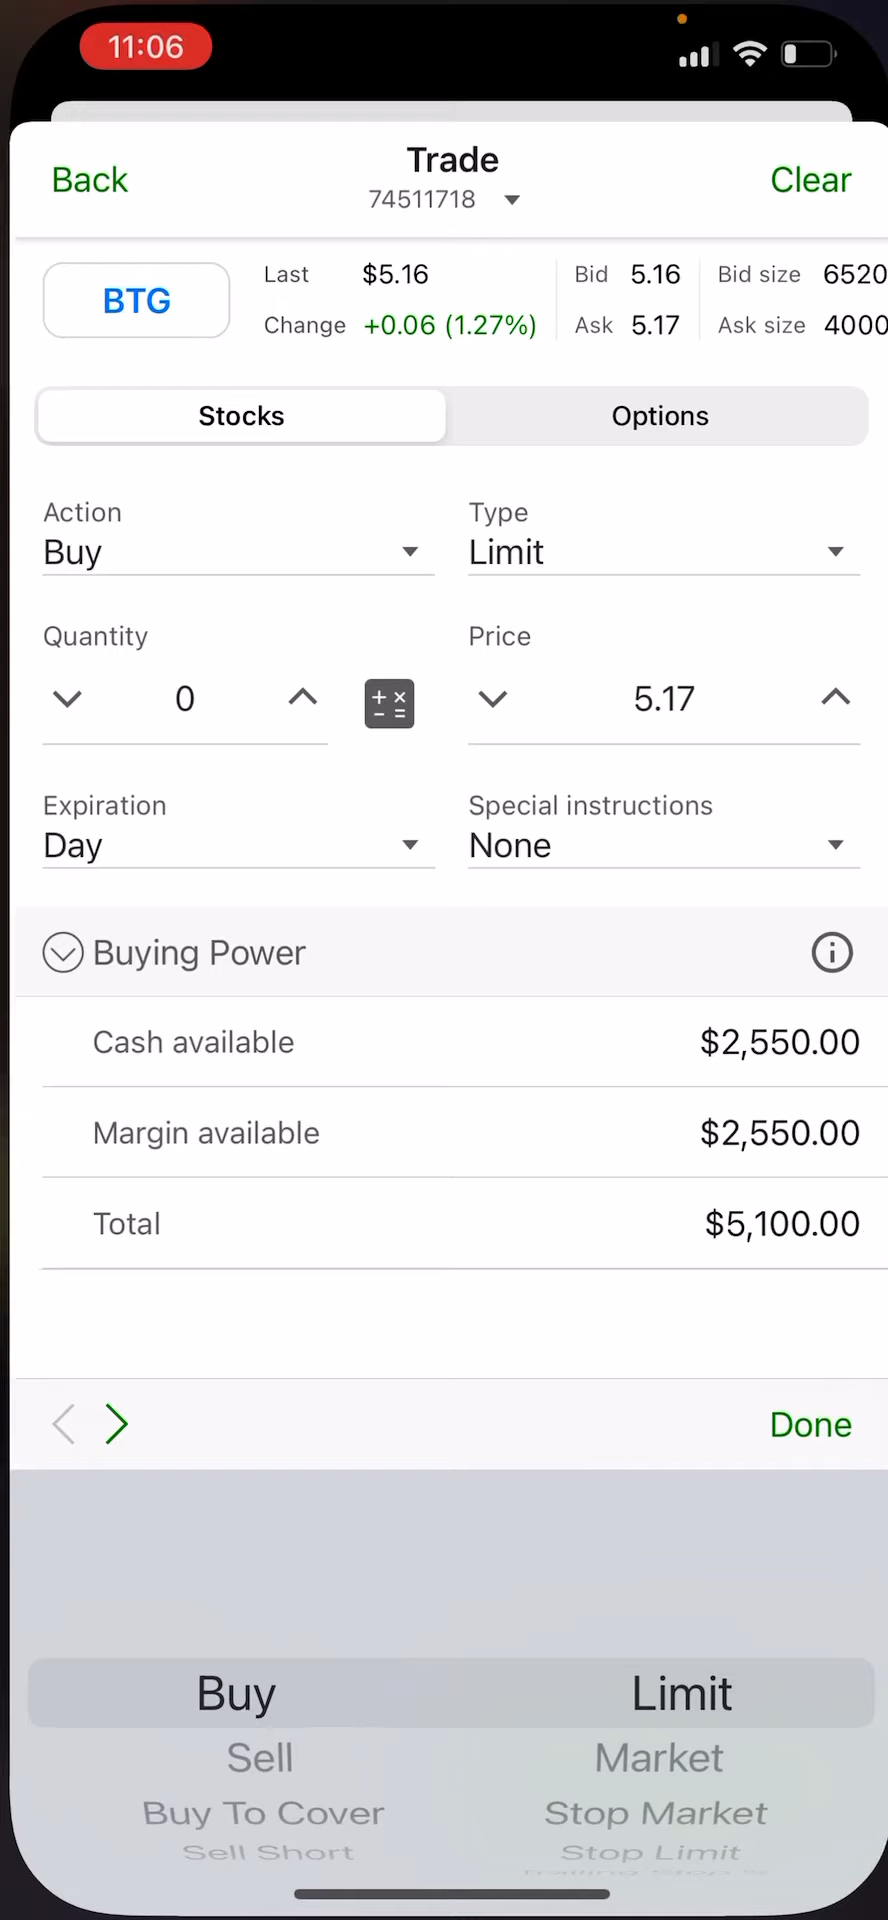 11:06
Back
Trade
Clear
74511718
BTG
Last $5.16
Bid 5.16
Bid size 6520
Change +0.06 (1.27%)
Ask 5.17
Ask size 4000
Stocks
Options
Action
Type
Buy
Limit
Quantity
Price
0
5.17
Expiration
Special instructions
Day
None
Buying Power
Cash available $2,550.00
Margin available $2,550.00
Total $5,100.00
Done
Buy Limit
Sell Market
Buy To Cover Stop Market
Sell Short Stop Limit